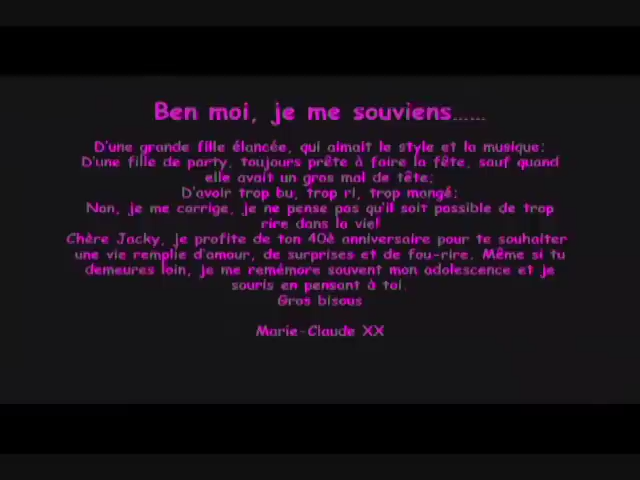 Ben moi, je me souviens......
D'une grande fille élancée, qui aimait le style et la musique;
D'une fille de party, toujours prête à faire la fête, sauf quand
elle avait un gros mal de tête;
D'avoir trop bu, trop ri, trop mangé;
Non, je me corrige, je ne pense pas qu'il soit possible de trop
rire dans la vie!
Chère Jacky, je profite de ton 40è anniversaire pour te souhaiter
une vie remplie d'amour, de surprises et de fou-rire. Même si tu
demeures loin, je me remémore souvent mon adolescence et je
souris en pensant à toi.
Gros bisous
Marie-Claude XX